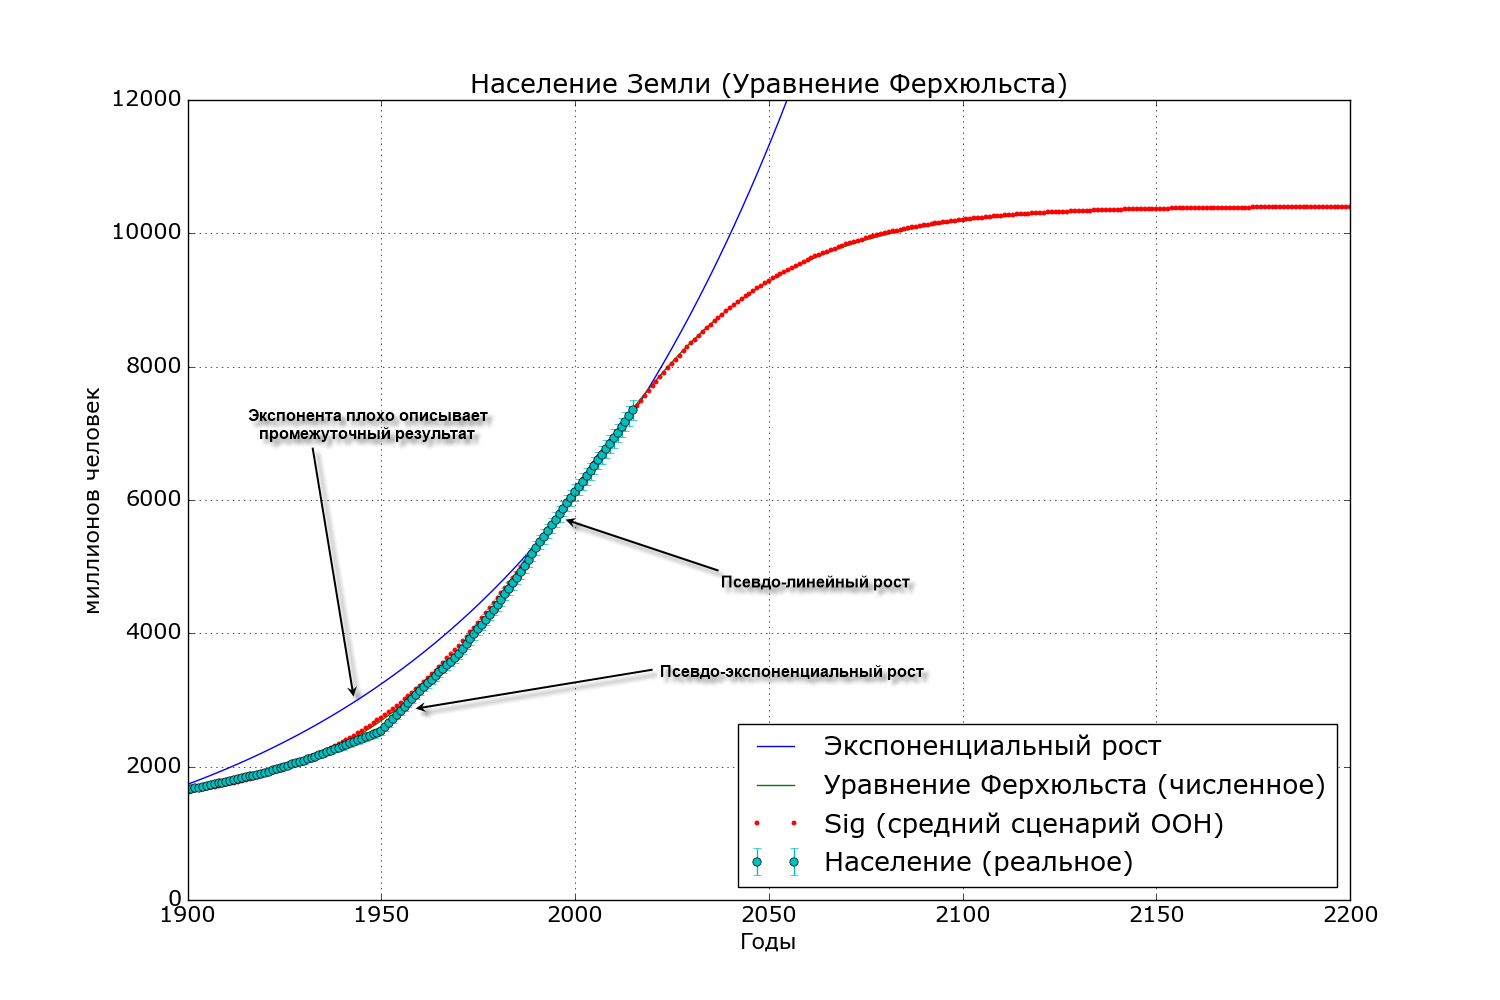 Население Земли (Уравнение Ферхюльста)
12000
10000
8000
6000
4000
2000
0
миллионов человек
Экспонента плохо описывает
промежуточный результат
Псевдо-линейный рост
Псевдо-экспоненциальный рост
Экспоненциальный рост
Уравнение Ферхюльста (численное)
Sig (средний сценарий ООН)
Население (реальное)
1900 1950 2000 2050 2100 2150 2200
Годы